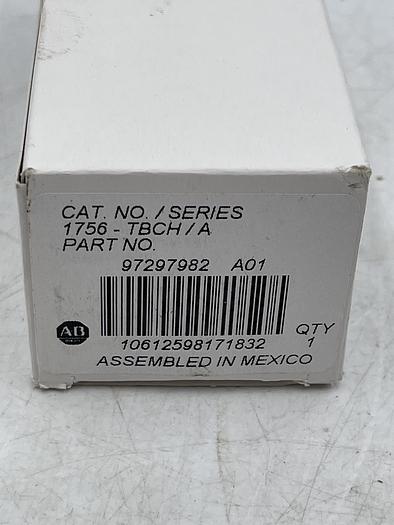 CAT. NO. / SERIES
1756 - TBCH / A
PART NO.
97297982 A01
AB
QTY
1
10612598171832
ASSEMBLED IN MEXICO